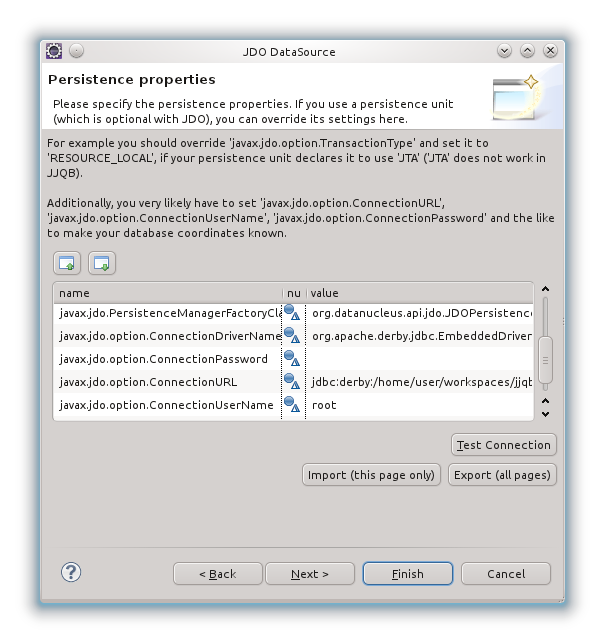 JDO DataSource
Persistence properties
Please specify the persistence properties. If you use a persistence unit
(which is optional with JDO), you can override its settings here.
For example you should override 'javax.jdo.option.TransactionType' and set it to
'RESOURCE_LOCAL', if your persistence unit declares it to use 'JTA' ('JTA' does not work in
JJQB).
Additionally, you very likely have to set 'javax.jdo.option.ConnectionURL',
'javax.jdo.option.ConnectionUserName', 'javax.jdo.option.ConnectionPassword' and the like
to make your database coordinates known.
name nu value
javax.jdo.PersistenceManagerFactoryCla org.datanucleus.api.jdo.JDOPersistence
javax.jdo.option.ConnectionDriverName org.apache.derby.jdbc.EmbeddedDriver
javax.jdo.option.ConnectionPassword
javax.jdo.option.ConnectionURL jdbc:derby:/home/user/workspaces/jjqb
javax.jdo.option.ConnectionUserName root
Test Connection
Import (this page only) Export (all pages)
? < Back Next > Finish Cancel